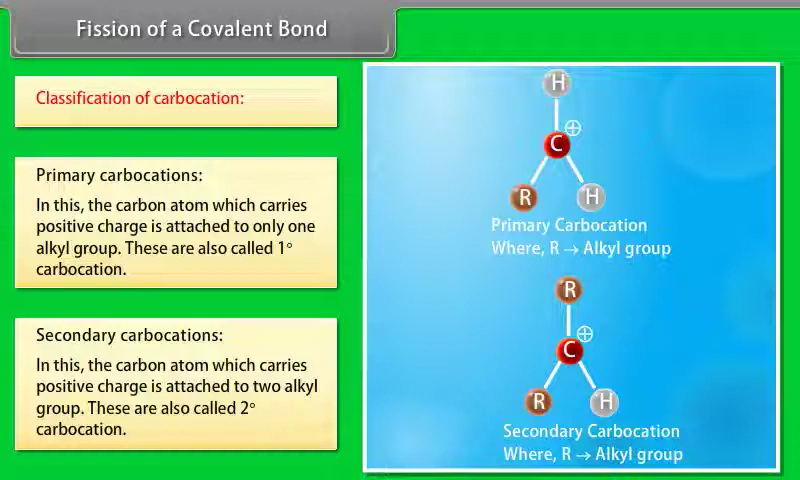 Fission of a Covalent Bond
Classification of carbocation:
Primary carbocations:
In this, the carbon atom which carries
positive charge is attached to only one
alkyl group. These are also called 1°
carbocation.
Secondary carbocations:
In this, the carbon atom which carries
positive charge is attached to two alkyl
group. These are also called 2°
carbocation.
H
⊕
C
R H
Primary Carbocation
Where, R → Alkyl group
R
⊕
C
R H
Secondary Carbocation
Where, R → Alkyl group